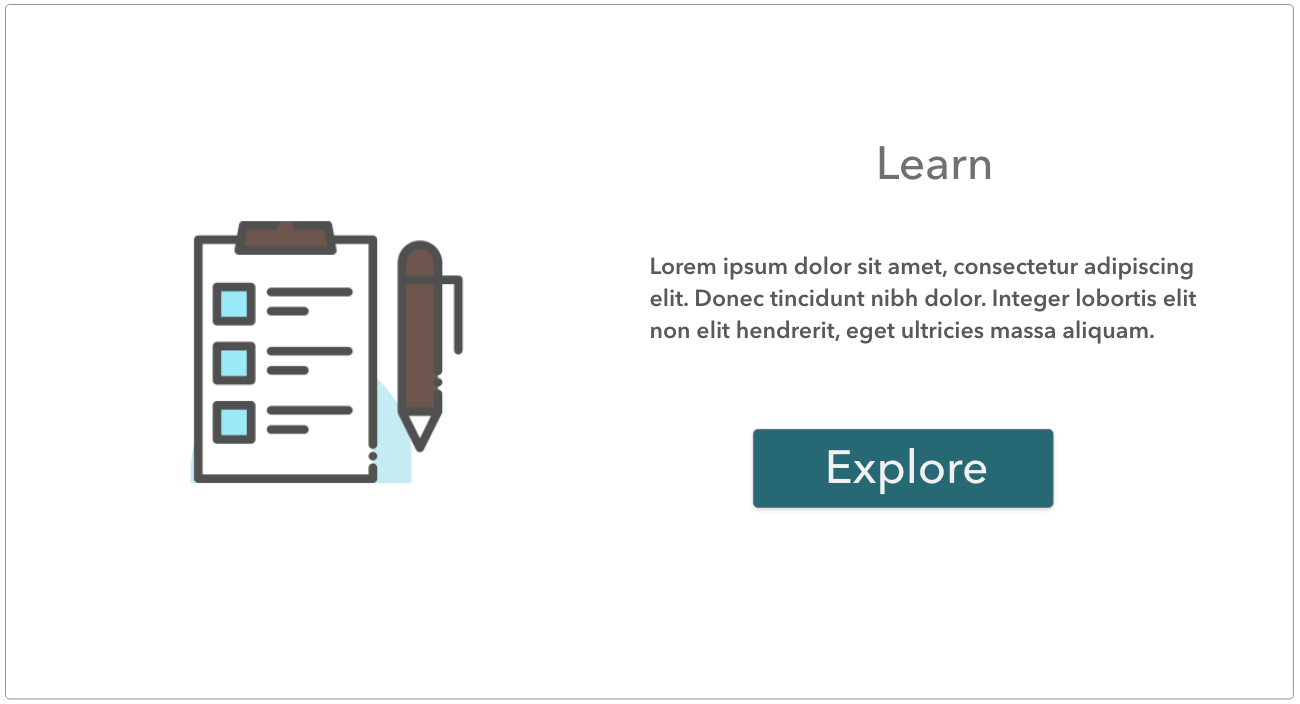 Learn
Lorem ipsum dolor sit amet, consectetur adipiscing
elit. Donec tincidunt nibh dolor. Integer lobortis elit
non elit hendrerit, eget ultricies massa aliquam.
Explore